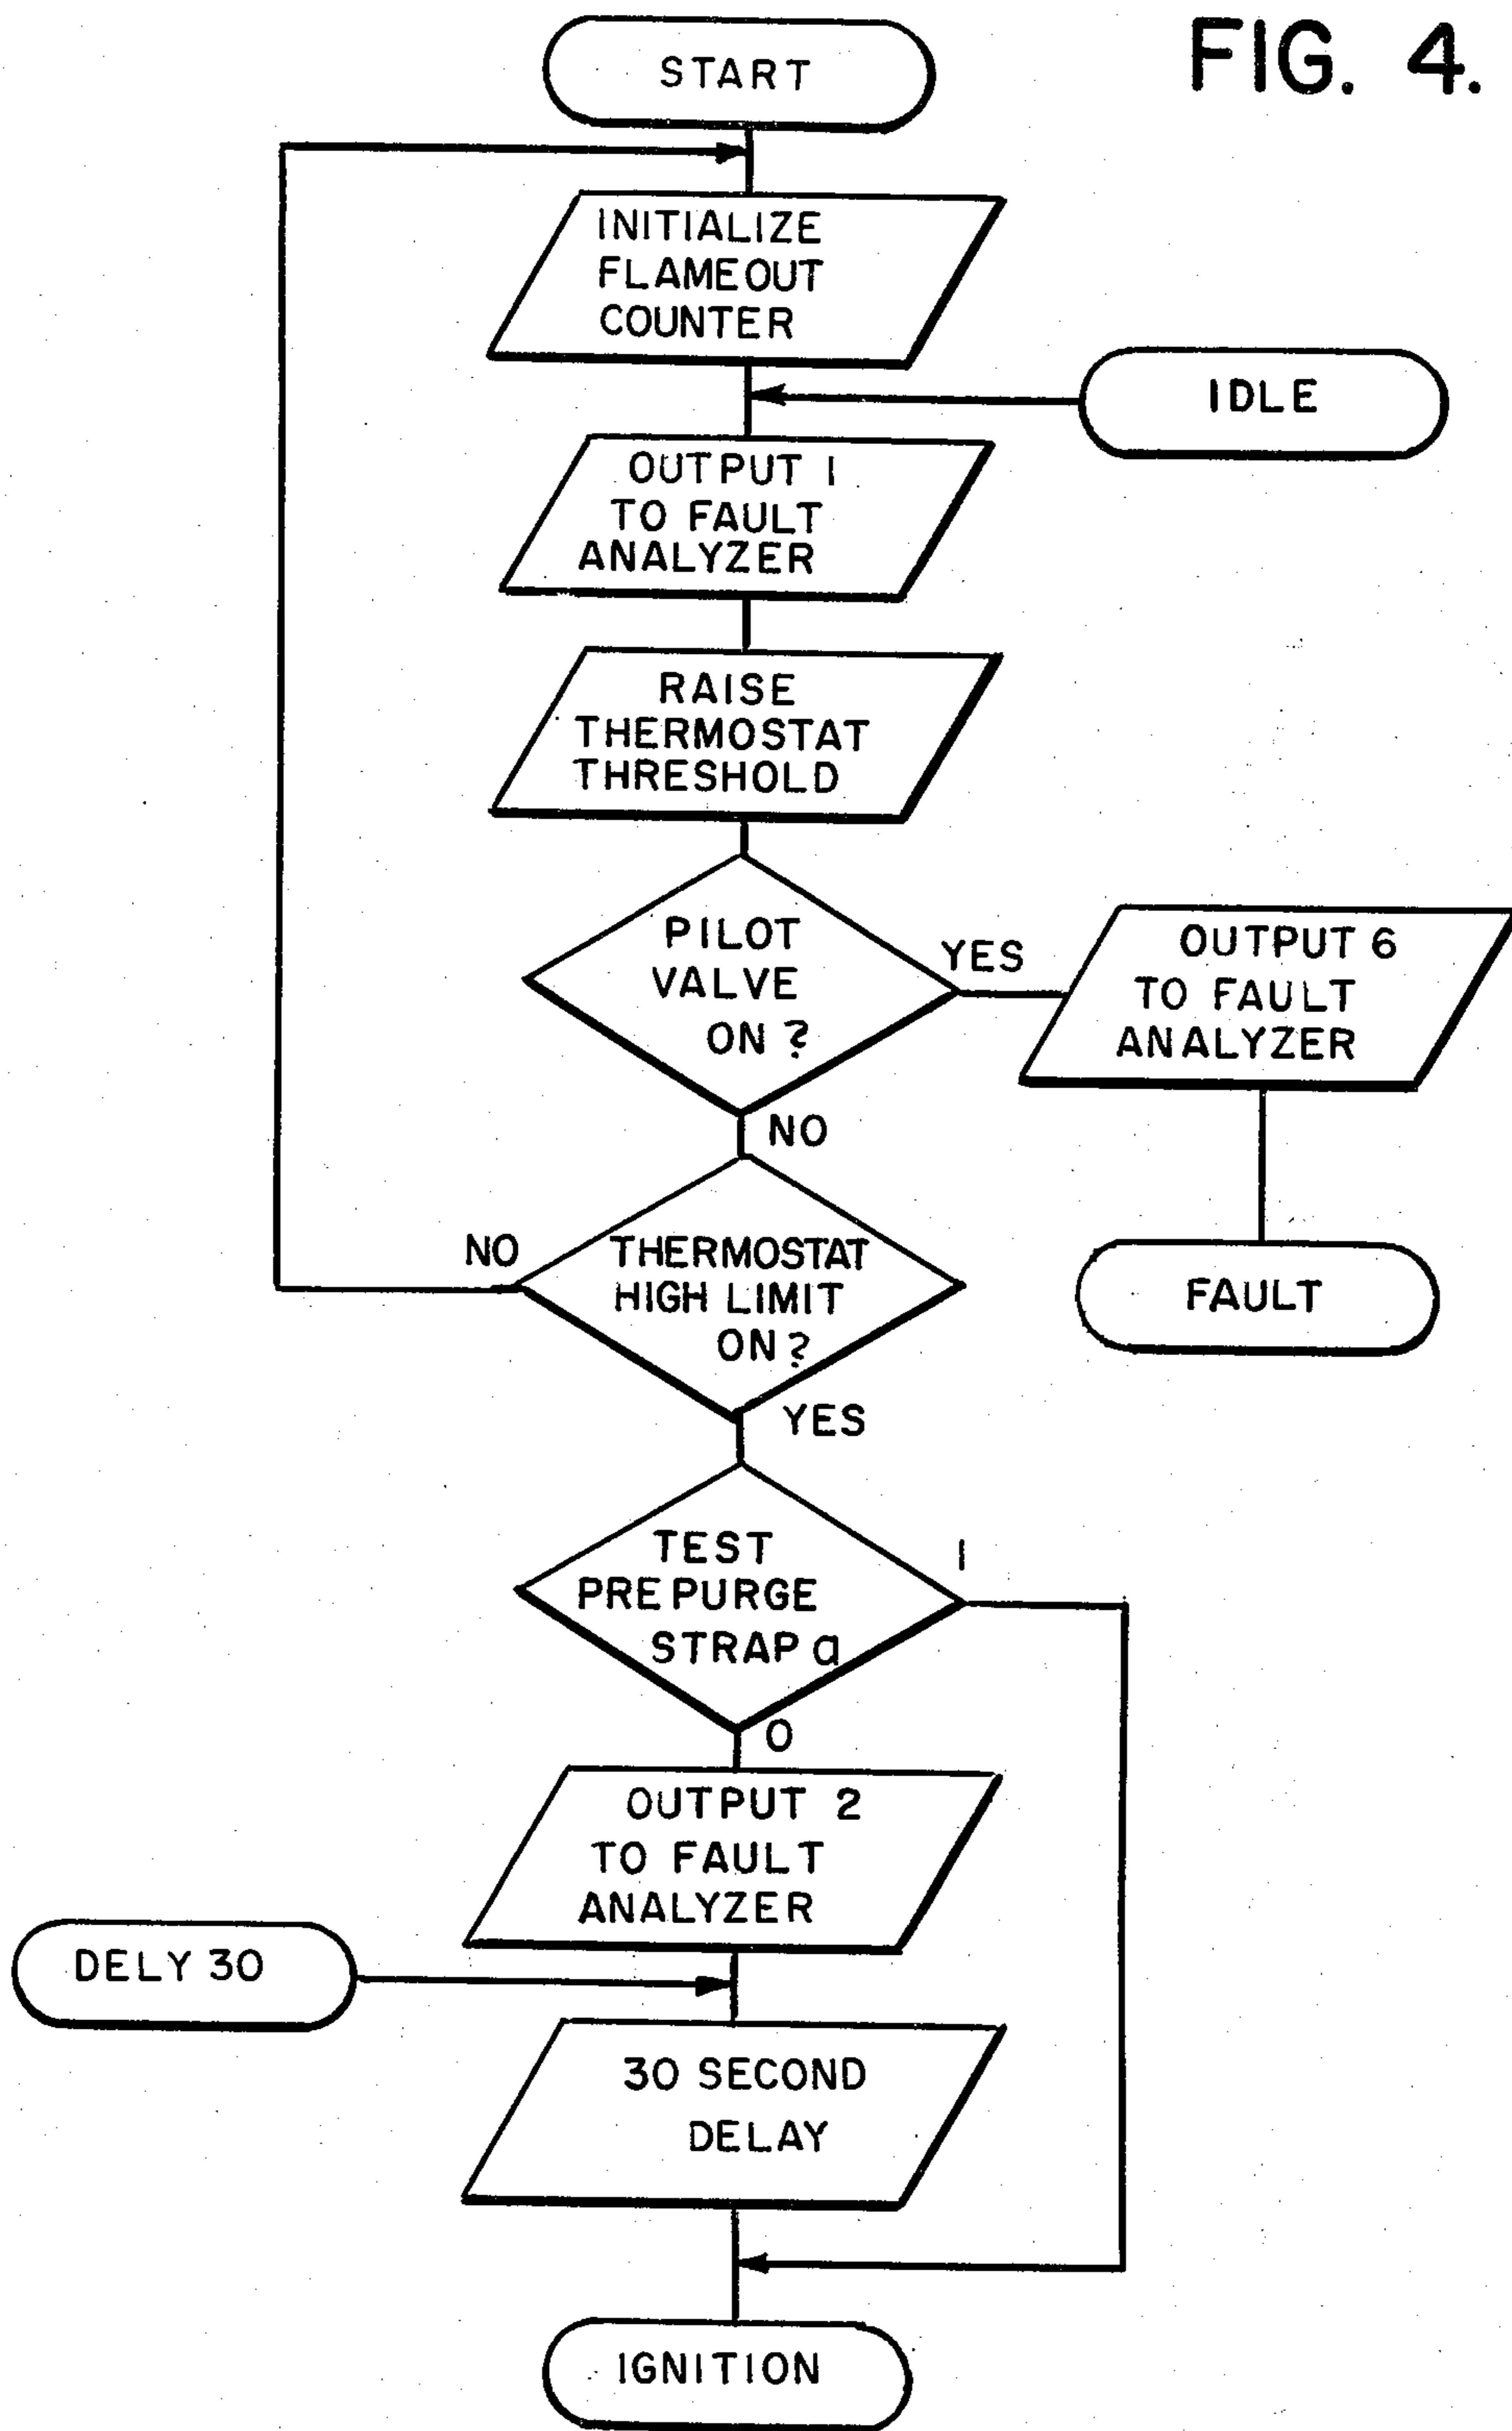 FIG. 4.
START
INITIALIZE
FLAMEOUT
COUNTER
IDLE
OUTPUT 1
TO FAULT
ANALYZER
RAISE
THERMOSTAT
THRESHOLD
PILOT
VALVE
ON ?
YES
OUTPUT 6
TO FAULT
ANALYZER
NO
NO
THERMOSTAT
HIGH LIMIT
ON ?
FAULT
YES
TEST
PREPURGE
STRAP a
1
0
OUTPUT 2
TO FAULT
ANALYZER
DELY 30
30 SECOND
DELAY
IGNITION